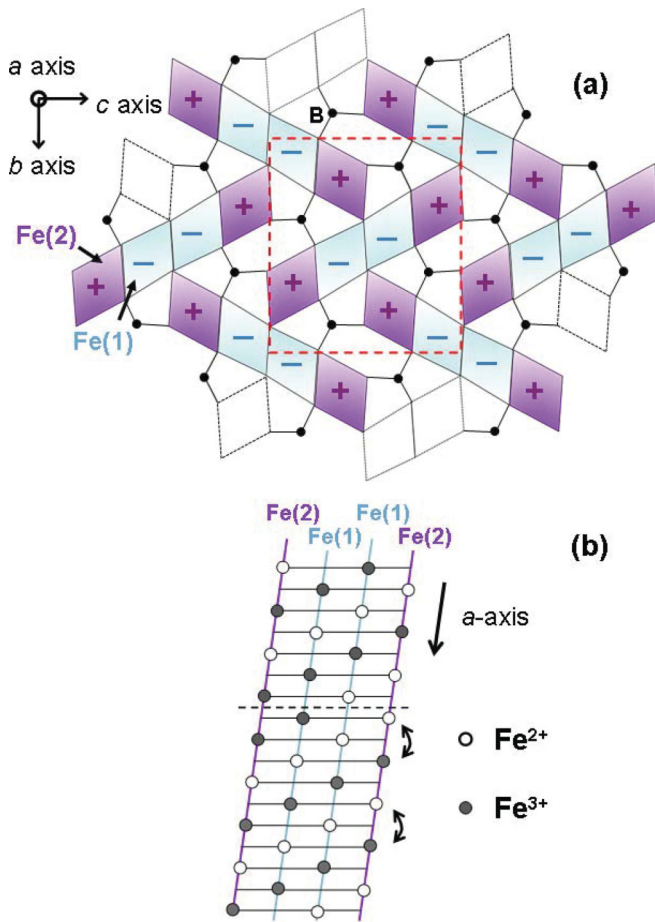 (a)
a axis
c axis
b axis
B
+ + + + + + + + + + + +
− − − − − − − − − − − −
Fe(2)
Fe(1)
(b)
Fe(1)
Fe(2) Fe(1) Fe(2)
a-axis
Fe²⁺
Fe³⁺